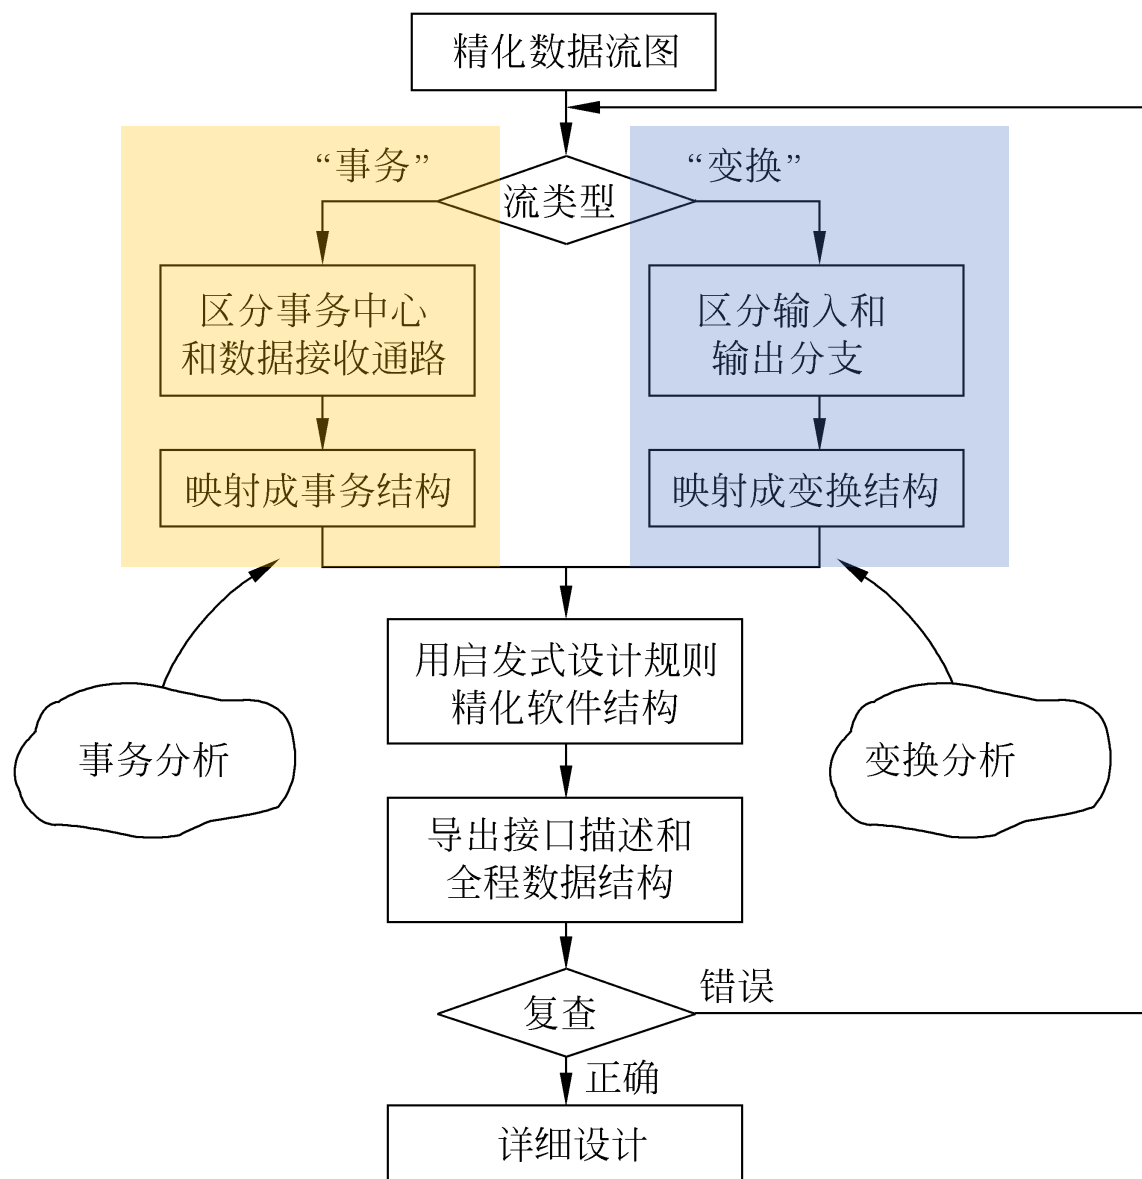 精化数据流图
“事务”
“变换”
流类型
区分事务中心
和数据接收通路
区分输入和
输出分支
映射成事务结构
映射成变换结构
用启发式设计规则
精化软件结构
事务分析
变换分析
导出接口描述和
全程数据结构
错误
复查
正确
详细设计